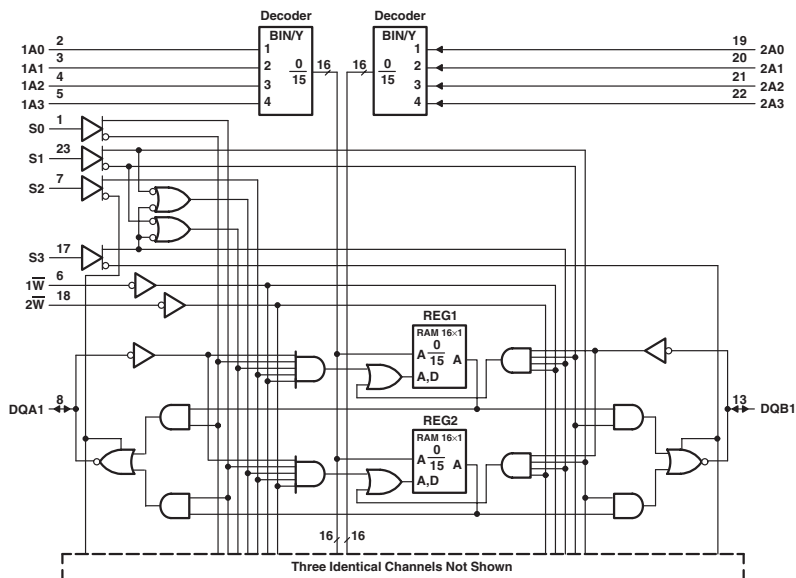 Decoder Decoder
BIN/Y BIN/Y
1A0 2 1 0/15 16 16 0/15 1 19 2A0
1A1 3 2 2 20 2A1
1A2 4 3 3 21 2A2
1A3 5 4 4 22 2A3
S0 1
S1 23
S2 7
S3 17
1W̅ 6
2W̅ 18
REG1
RAM 16×1
A 0/15 A
A,D
DQA1 8 13 DQB1
REG2
RAM 16×1
A 0/15 A
A,D
16 16
Three Identical Channels Not Shown